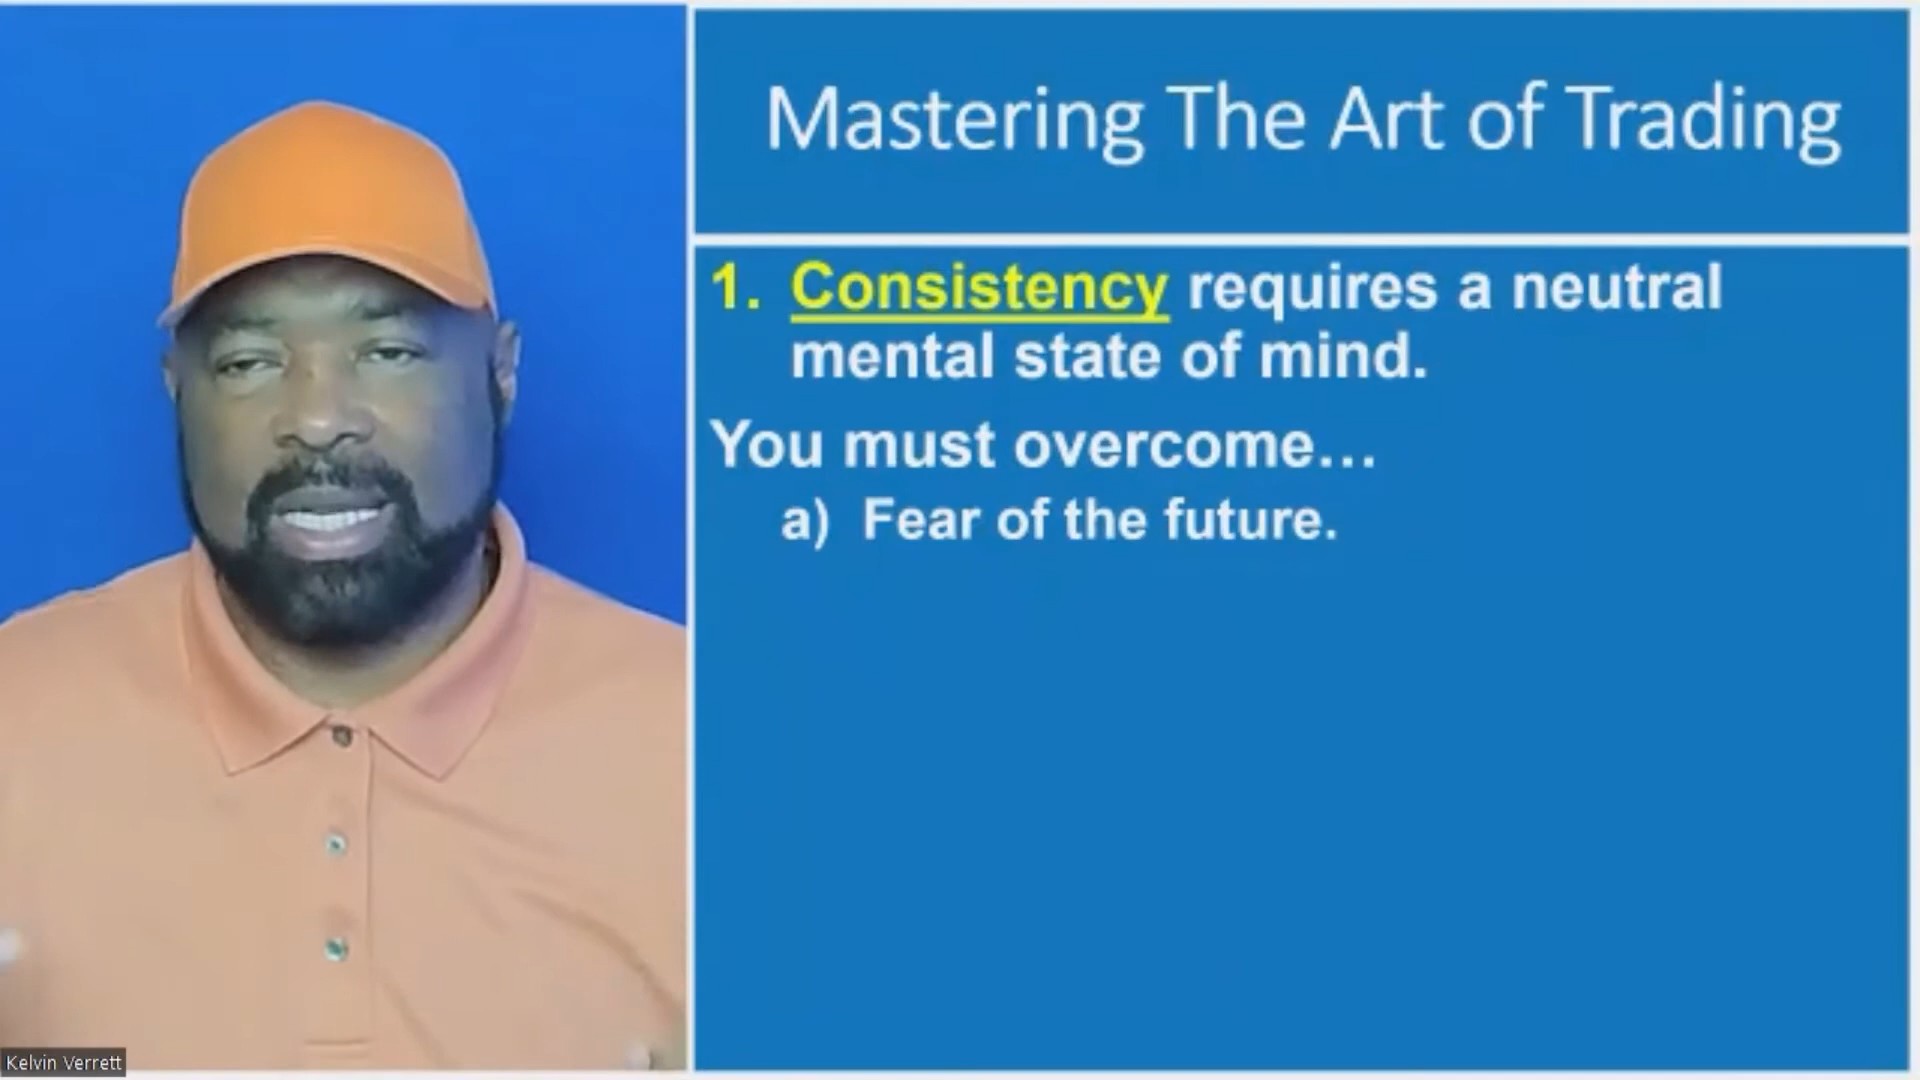 Mastering The Art of Trading
1. Consistency requires a neutral
mental state of mind.
You must overcome...
a) Fear of the future.
Kelvin Verrett